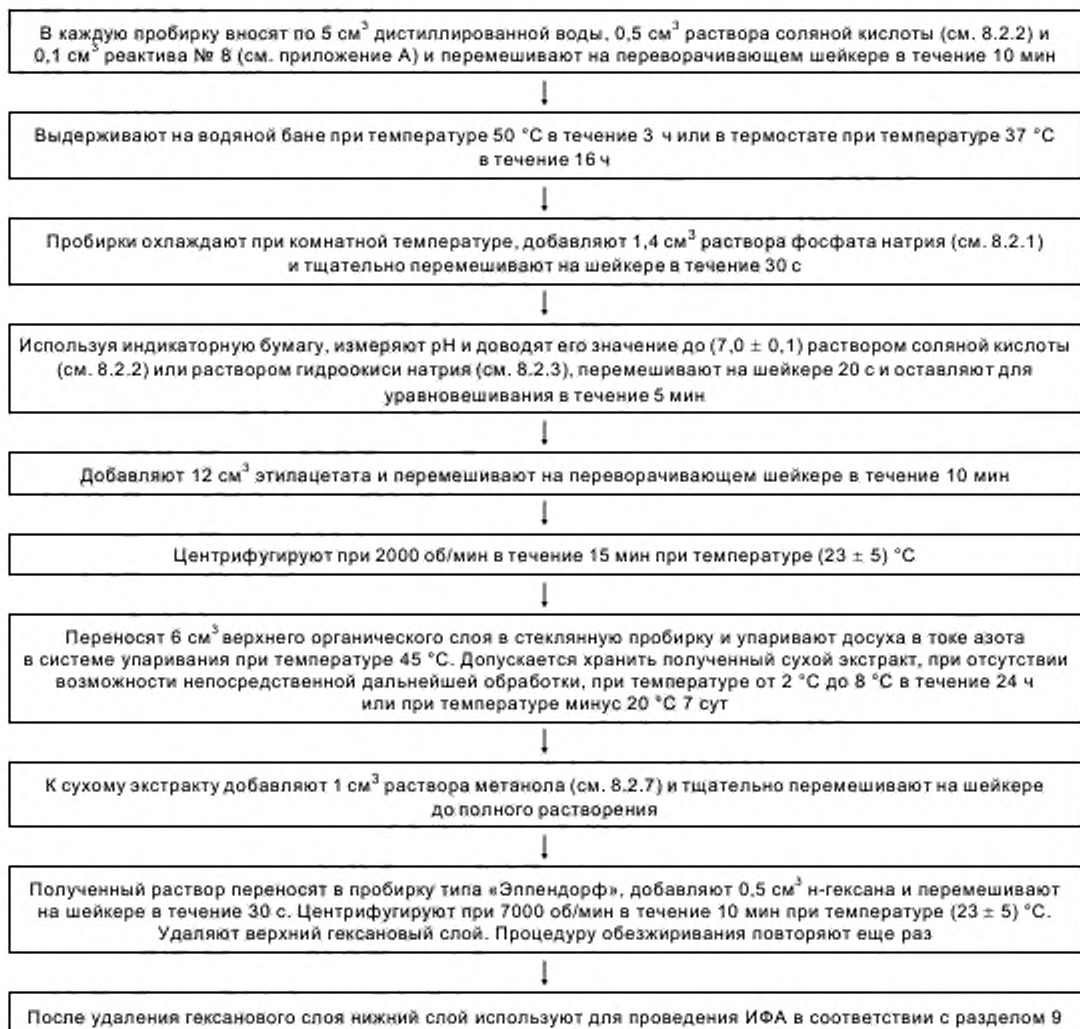 В каждую пробирку вносят по 5 см³ дистиллированной воды, 0,5 см³ раствора соляной кислоты (см. 8.2.2) и
0,1 см³ реактива № 8 (см. приложение А) и перемешивают на переворачивающем шейкере в течение 10 мин
↓
Выдерживают на водяной бане при температуре 50 °С в течение 3 ч или в термостате при температуре 37 °С
в течение 16 ч
↓
Пробирки охлаждают при комнатной температуре, добавляют 1,4 см³ раствора фосфата натрия (см. 8.2.1)
и тщательно перемешивают на шейкере в течение 30 с
↓
Используя индикаторную бумагу, измеряют рН и доводят его значение до (7,0 ± 0,1) раствором соляной кислоты
(см. 8.2.2) или раствором гидроокиси натрия (см. 8.2.3), перемешивают на шейкере 20 с и оставляют для
уравновешивания в течение 5 мин
↓
Добавляют 12 см³ этилацетата и перемешивают на переворачивающем шейкере в течение 10 мин
↓
Центрифугируют при 2000 об/мин в течение 15 мин при температуре (23 ± 5) °С
↓
Переносят 6 см³ верхнего органического слоя в стеклянную пробирку и упаривают досуха в токе азота
в системе упаривания при температуре 45 °С. Допускается хранить полученный сухой экстракт, при отсутствии
возможности непосредственной дальнейшей обработки, при температуре от 2 °С до 8 °С в течение 24 ч
или при температуре минус 20 °С 7 сут
↓
К сухому экстракту добавляют 1 см³ раствора метанола (см. 8.2.7) и тщательно перемешивают на шейкере
до полного растворения
↓
Полученный раствор переносят в пробирку типа «Эппендорф», добавляют 0,5 см³ н-гексана и перемешивают
на шейкере в течение 30 с. Центрифугируют при 7000 об/мин в течение 10 мин при температуре (23 ± 5) °С.
Удаляют верхний гексановый слой. Процедуру обезжиривания повторяют еще раз
↓
После удаления гексанового слоя нижний слой используют для проведения ИФА в соответствии с разделом 9